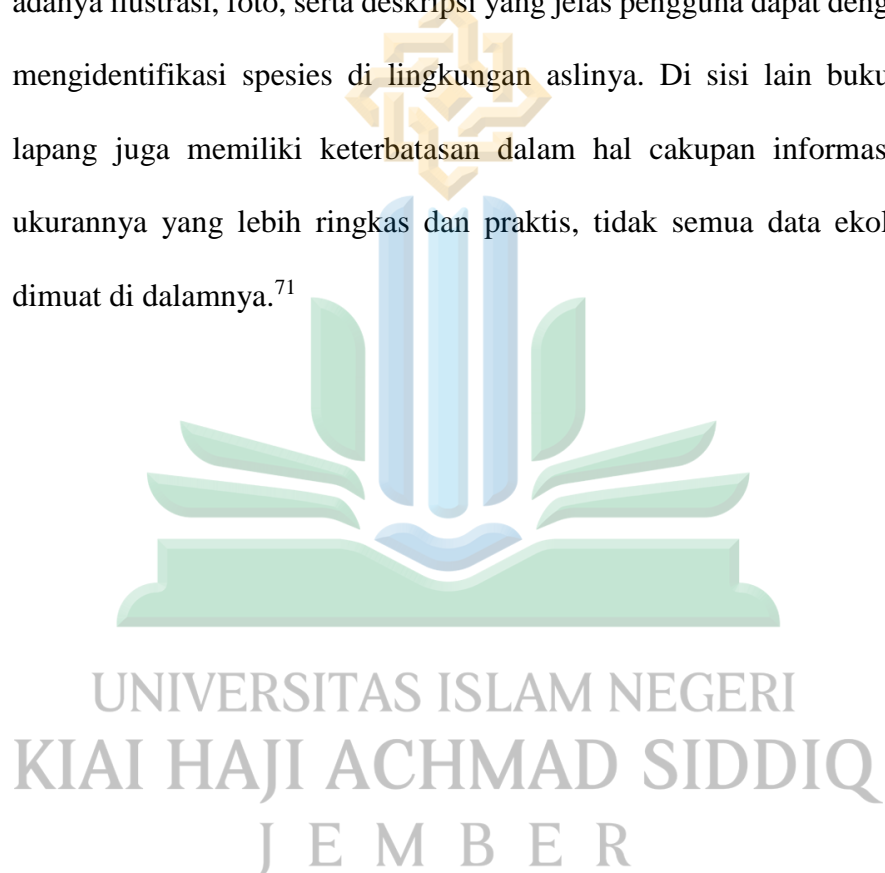 adanya ilustrasi, foto, serta deskripsi yang jelas pengguna dapat deng
mengidentifikasi spesies di lingkungan aslinya. Di sisi lain buku
lapang juga memiliki keterbatasan dalam hal cakupan informas
ukurannya yang lebih ringkas dan praktis, tidak semua data ekol
dimuat di dalamnya.71
UNIVERSITAS ISLAM NEGERI
KIAI HAJI ACHMAD SIDDIQ
JEMBER